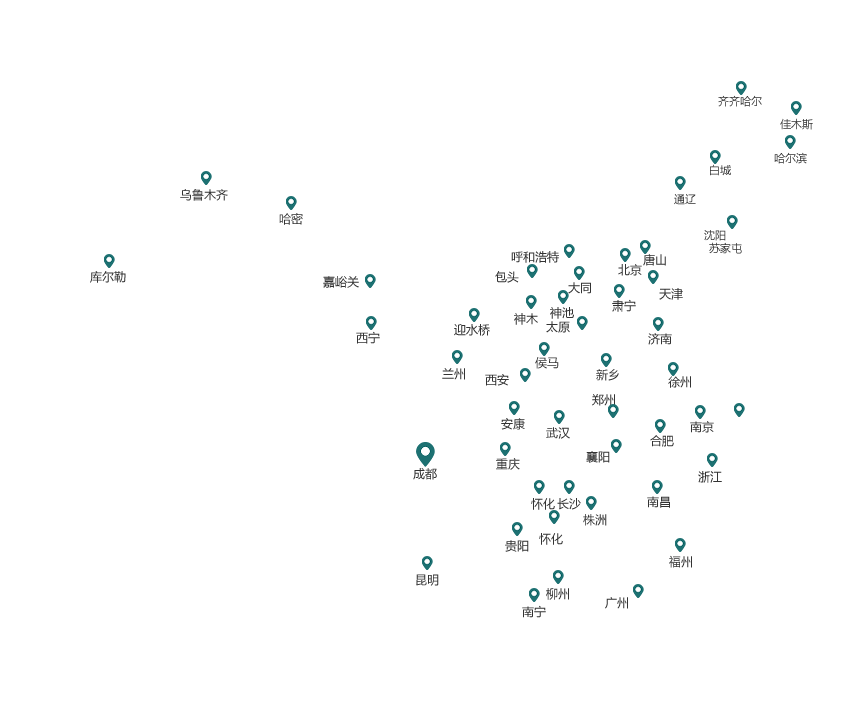 齐齐哈尔
佳木斯
哈尔滨
白城
乌鲁木齐
通辽
哈密
沈阳
苏家屯
呼和浩特
唐山
北京
库尔勒
包头
嘉峪关
大同
天津
肃宁
神池
神木
太原
迎水桥
西宁
济南
侯马
兰州
西安
新乡
徐州
郑州
安康
武汉
南京
合肥
襄阳
重庆
成都
浙江
怀化
长沙
南昌
株洲
怀化
贵阳
福州
昆明
柳州
广州
南宁